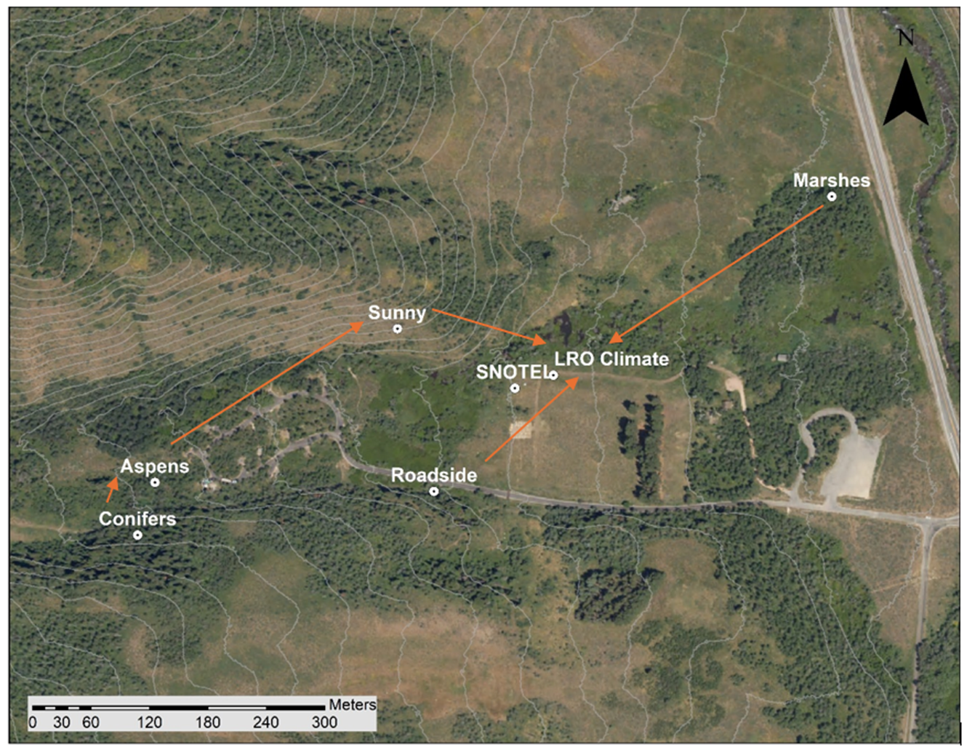 N
Marshes
Sunny
LRO Climate
SNOTEL
Aspens
Roadside
Conifers
Meters
0 30 60 120 180 240 300